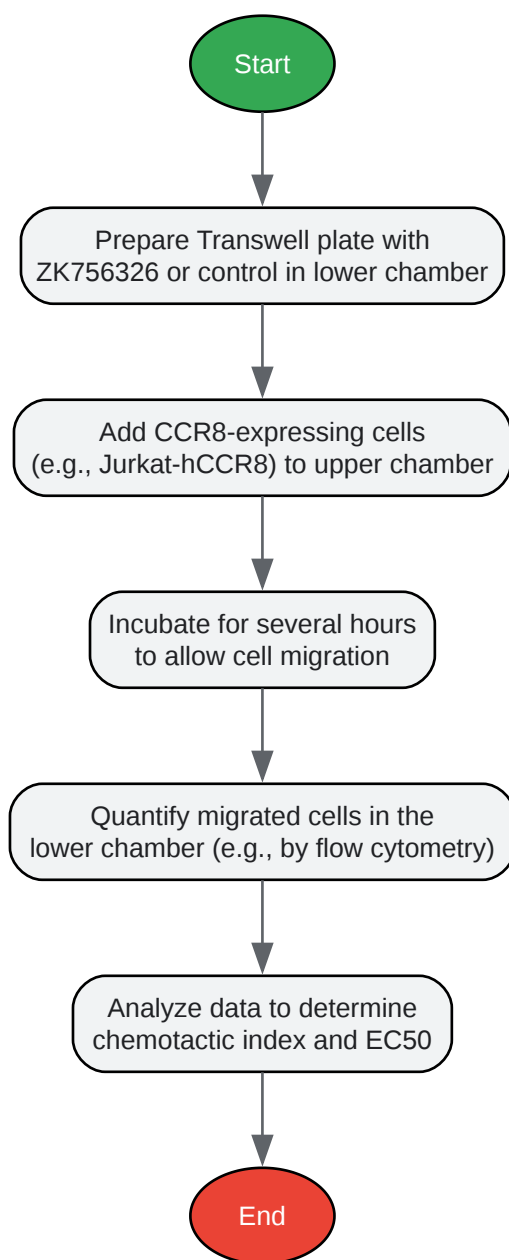 Start
Prepare Transwell plate with
ZK756326 or control in lower chamber
Add CCR8-expressing cells
(e.g., Jurkat-hCCR8) to upper chamber
Incubate for several hours
to allow cell migration
Quantify migrated cells in the
lower chamber (e.g., by flow cytometry)
Analyze data to determine
chemotactic index and EC50
End